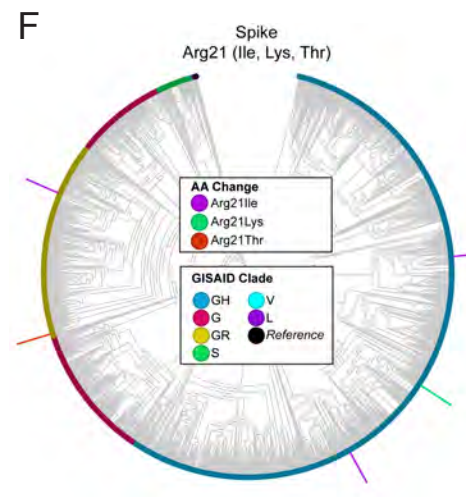 F
Spike
Arg21 (Ile, Lys, Thr)
AA Change
Arg21Ile
Arg21Lys
Arg21Thr
GISAID Clade
GH V
G L
GR Reference
S